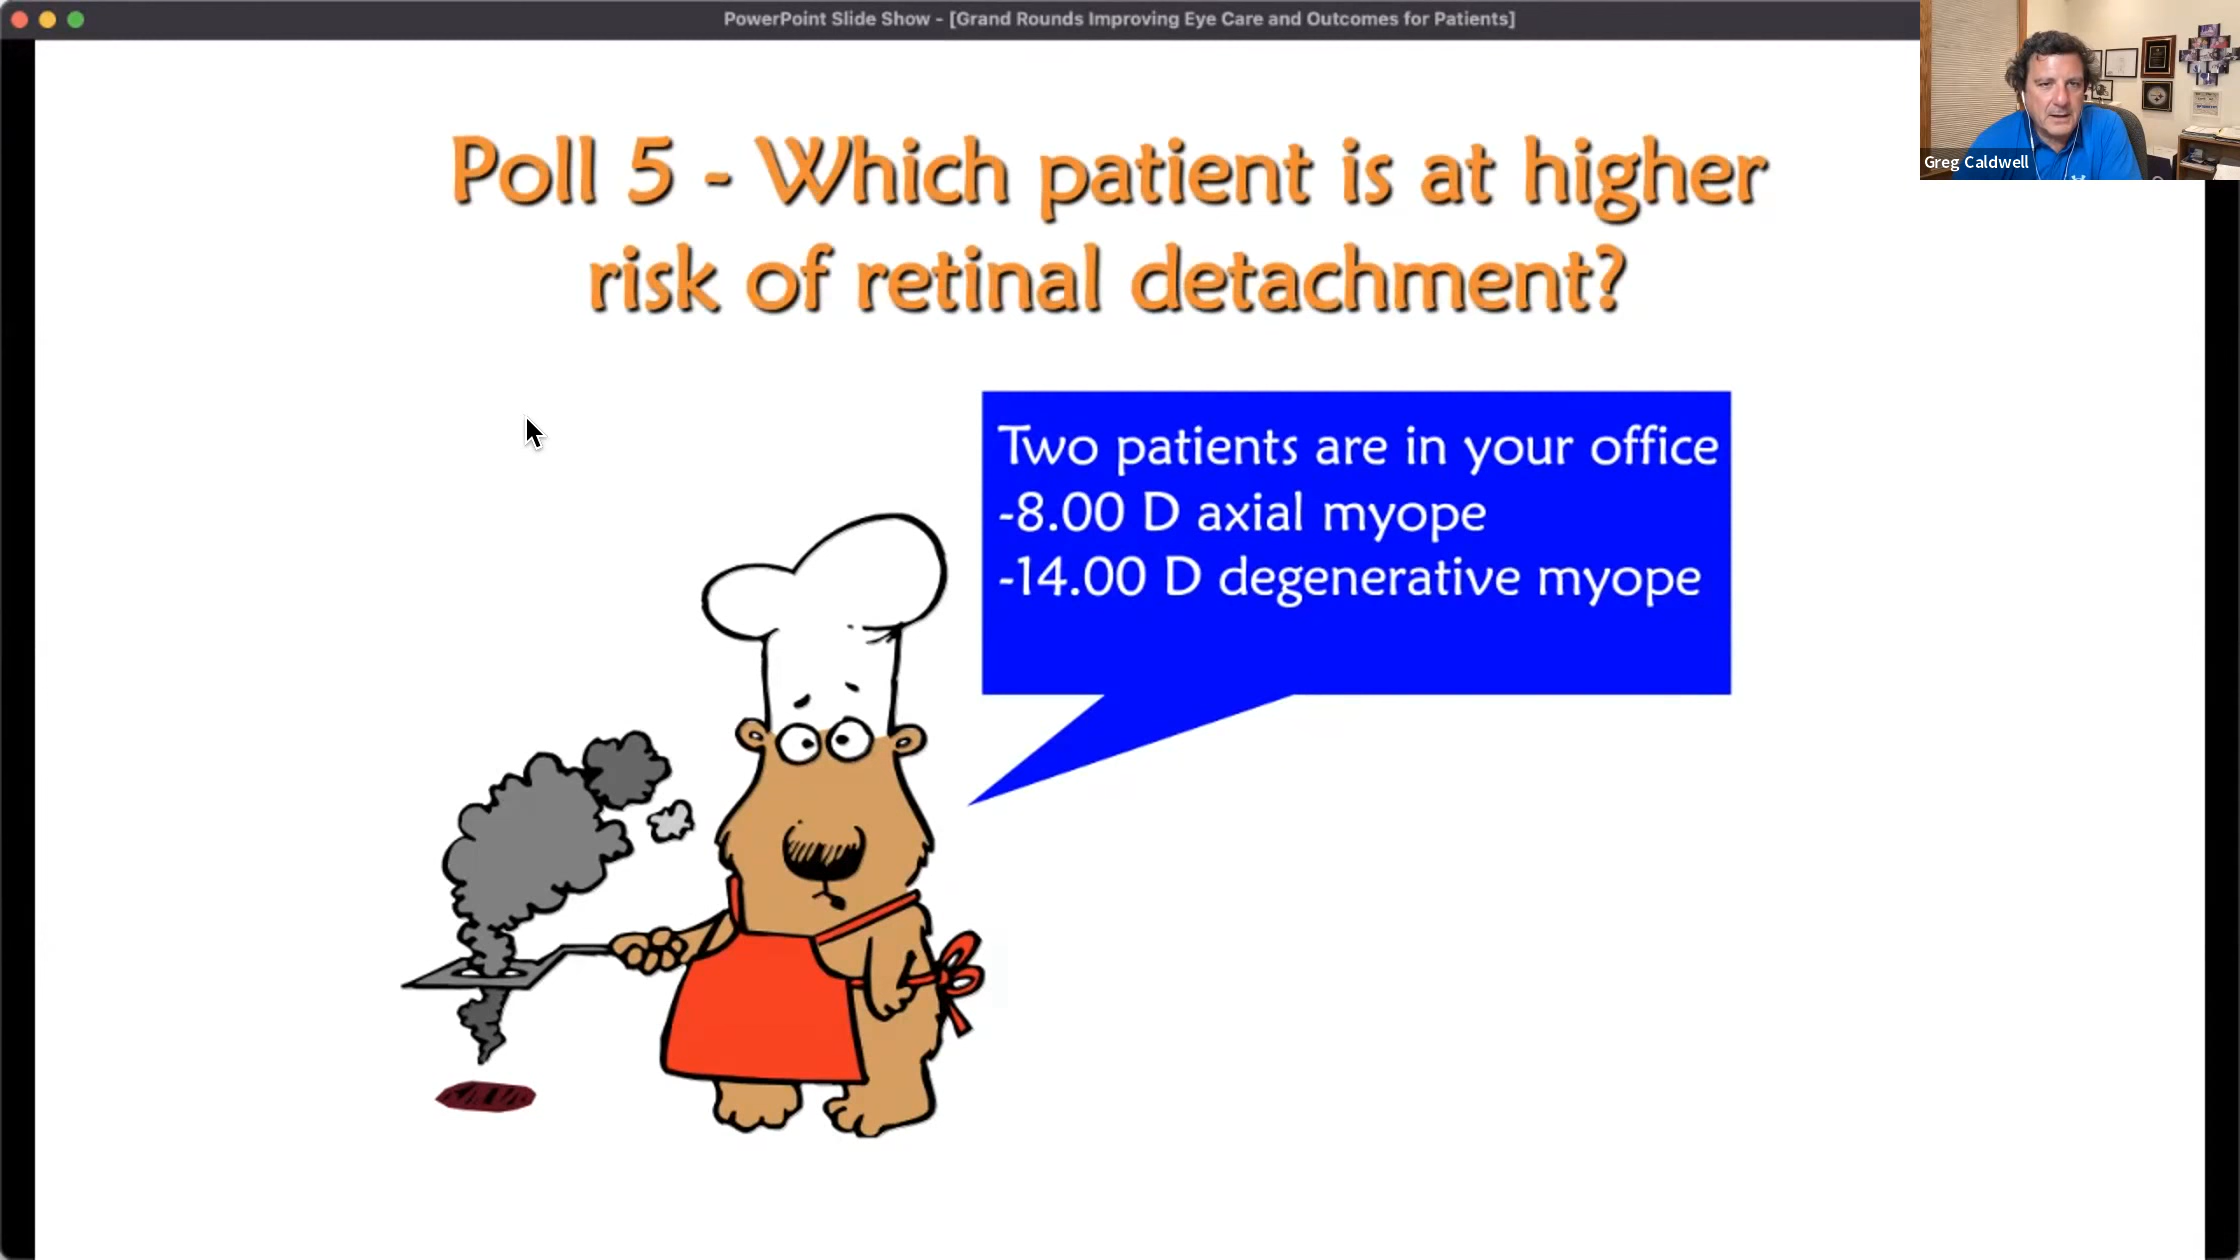 PowerPoint Slide Show - [Grand Rounds Improving Eye Care and Outcomes for Patients]
Greg Caldwell
Poll 5 - Which patient is at higher
risk of retinal detachment?
Two patients are in your office
-8.00 D axial myope
-14.00 D degenerative myope